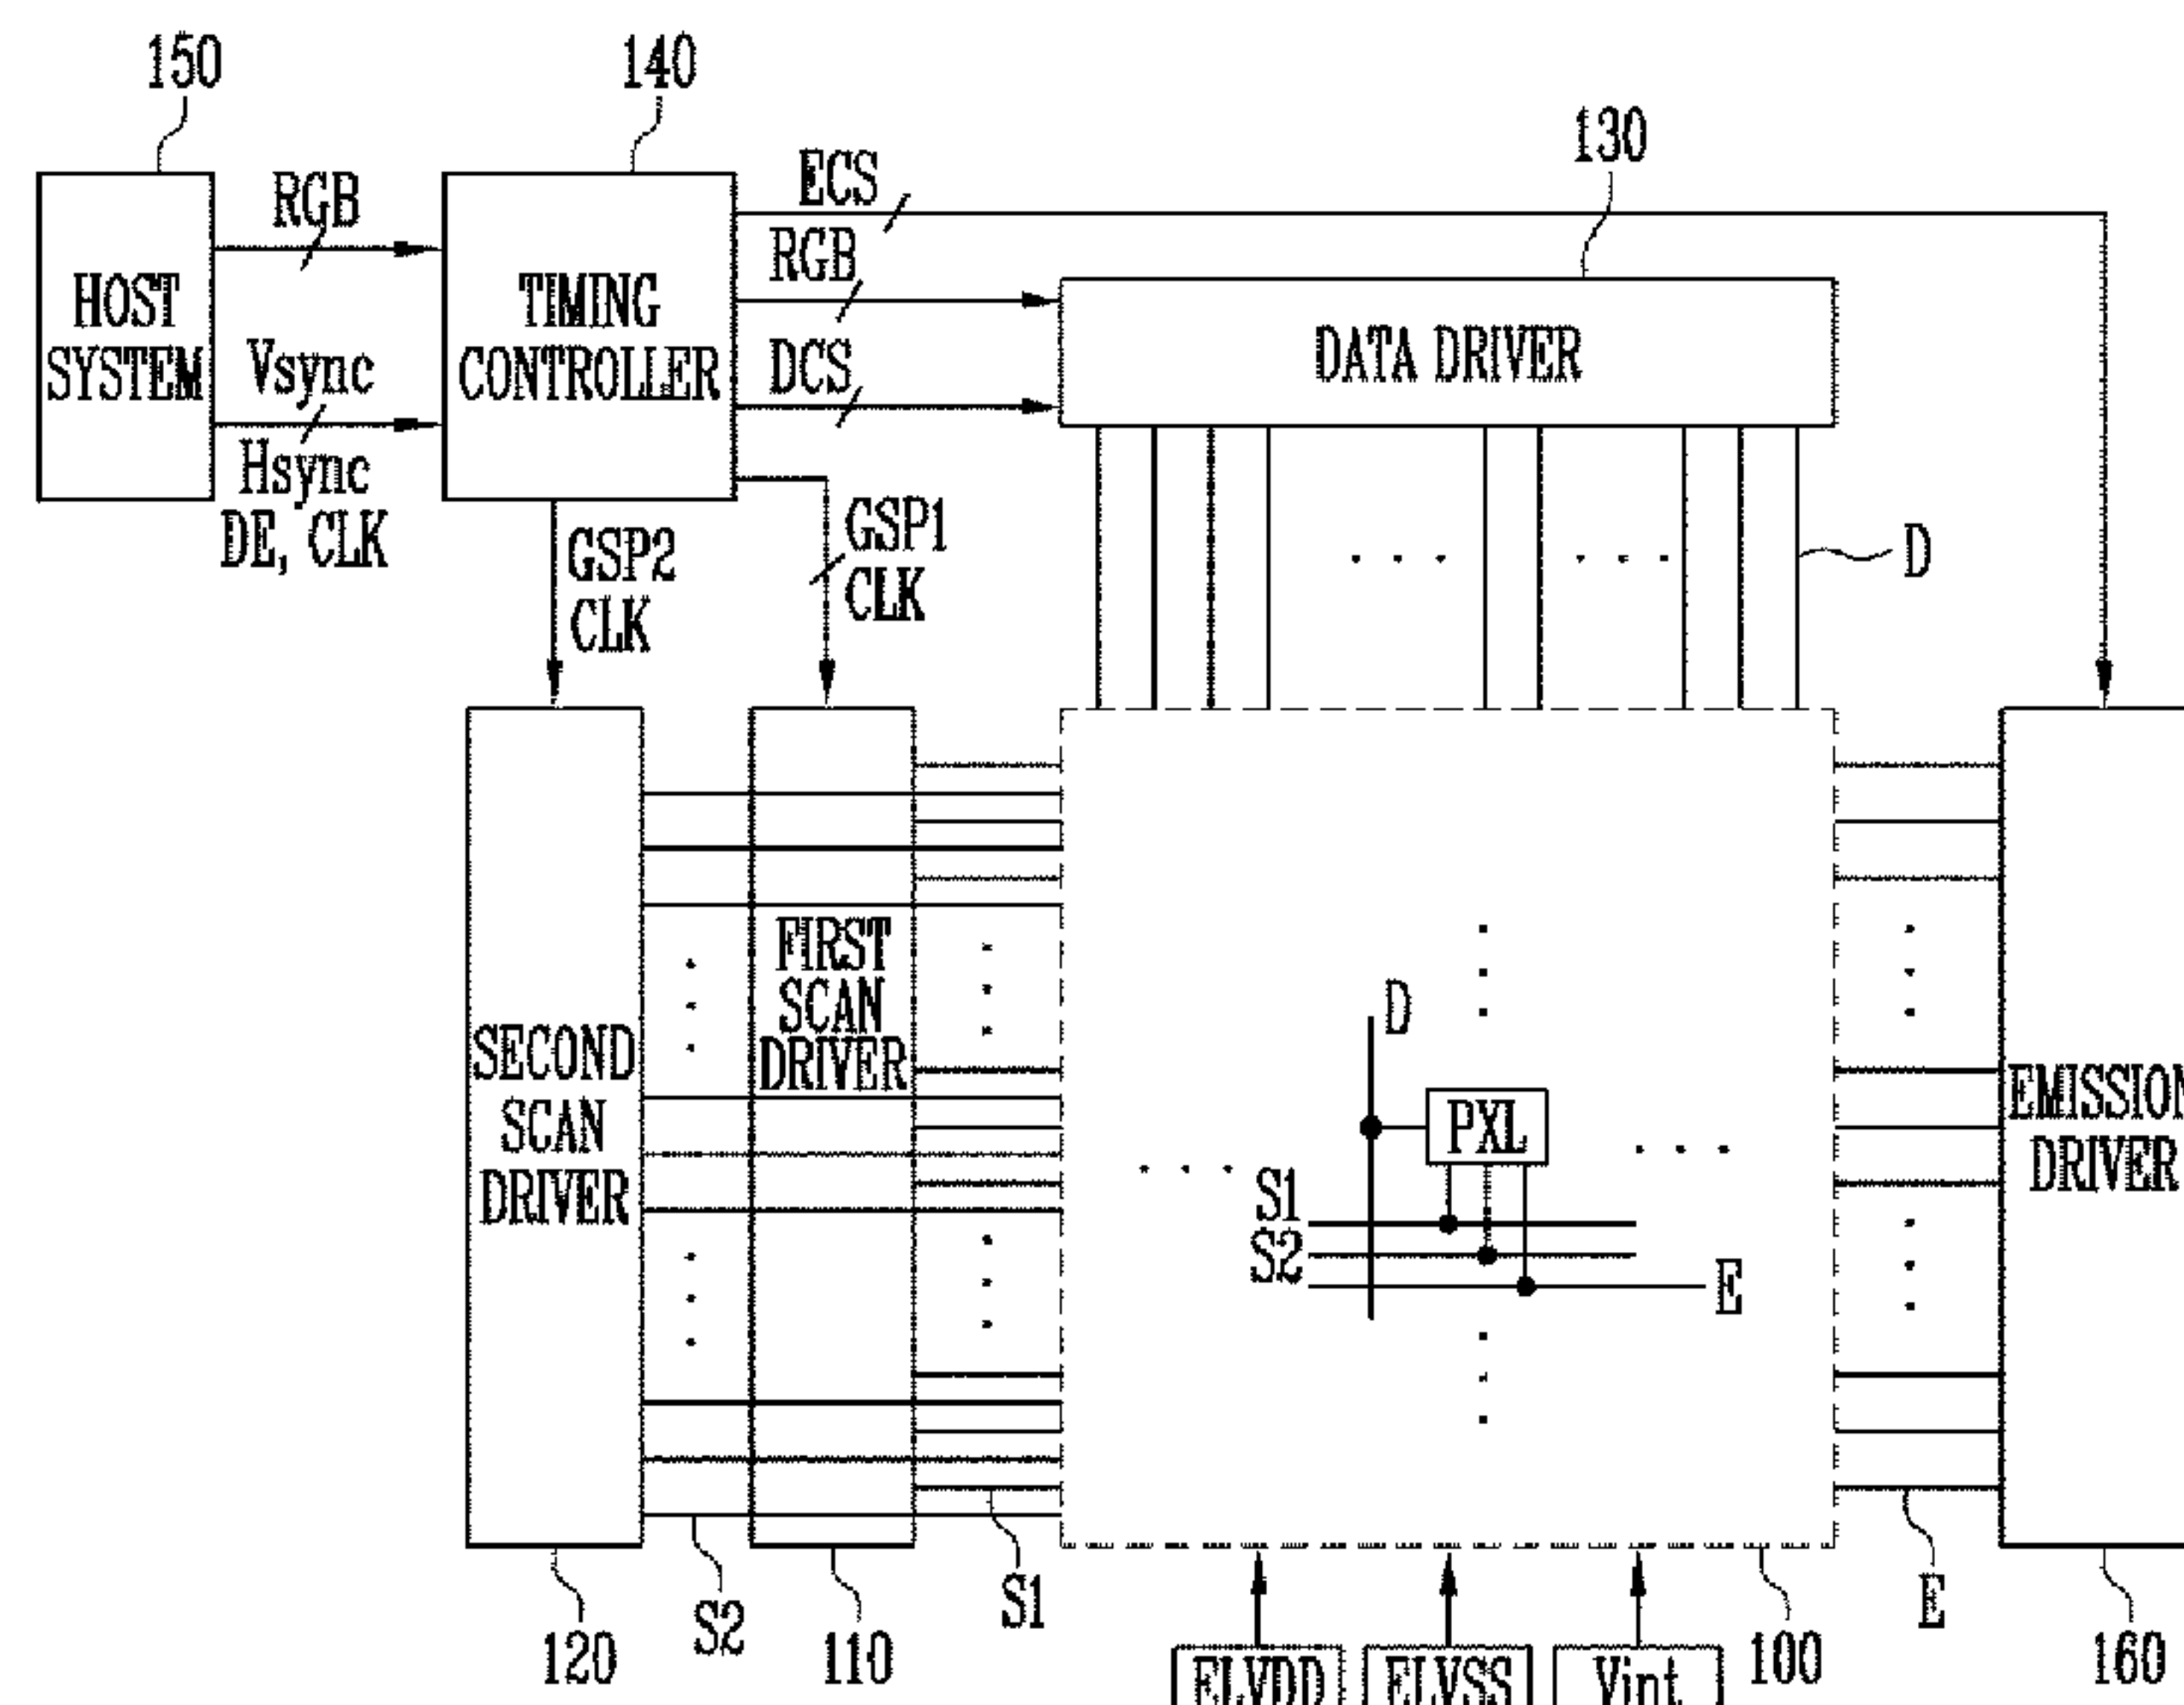 150
140
130
ECS
RGB
RGB
HOST
SYSTEM
TIMING
CONTROLLER
DATA DRIVER
Vsync
DCS
Hsync
DE, CLK
GSP2
CLK
GSP1
CLK
D
FIRST
SCAN
DRIVER
SECOND
SCAN
DRIVER
D
PXL
S1
S2
E
EMISSION
DRIVER
S2
S1
E
120
110
100
160
ELVDD
ELVSS
Vint